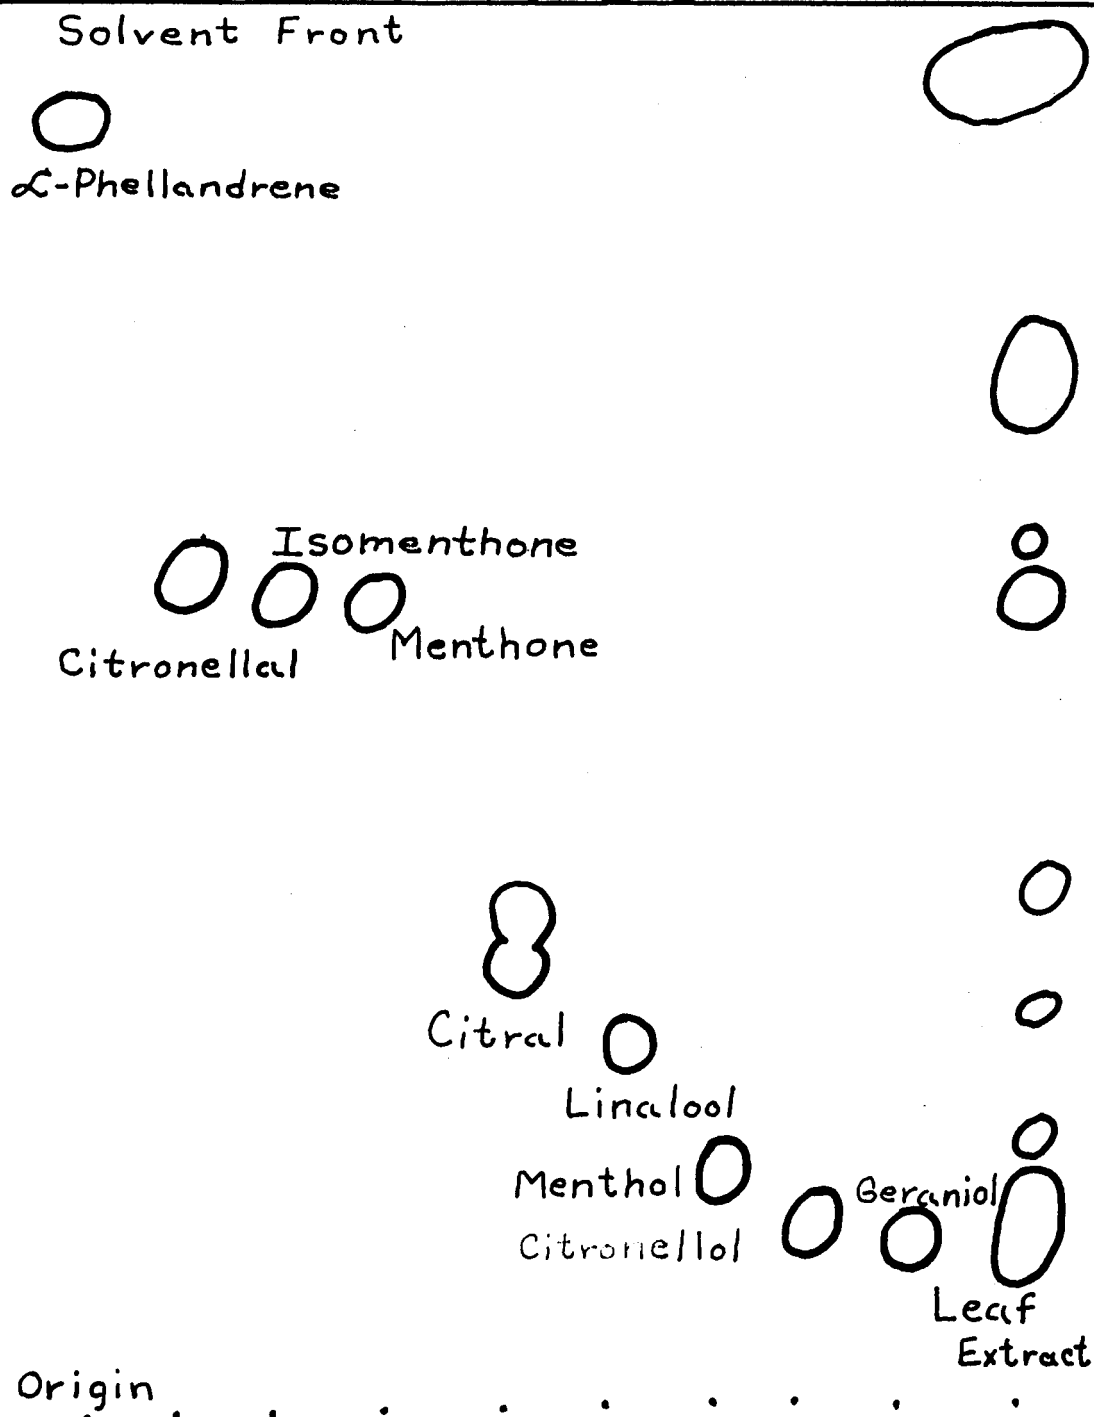 Solvent Front
α-Phellandrene
Isomenthone
Menthone
Citronellal
Citral
Linalool
Menthol
Geraniol
Citronellol
Leaf
Extract
Origin